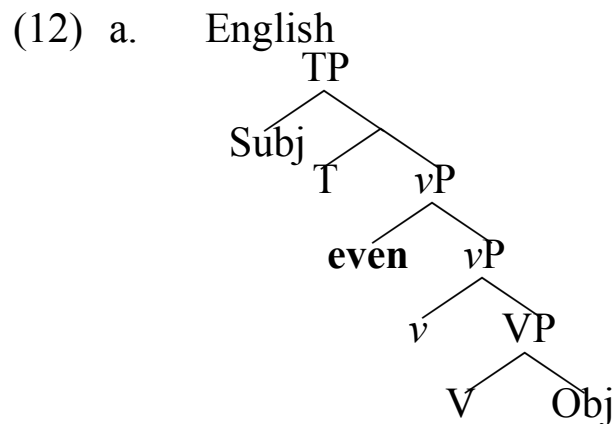 (12) a. English
TP
Subj
T vP
even vP
v VP
V Obj